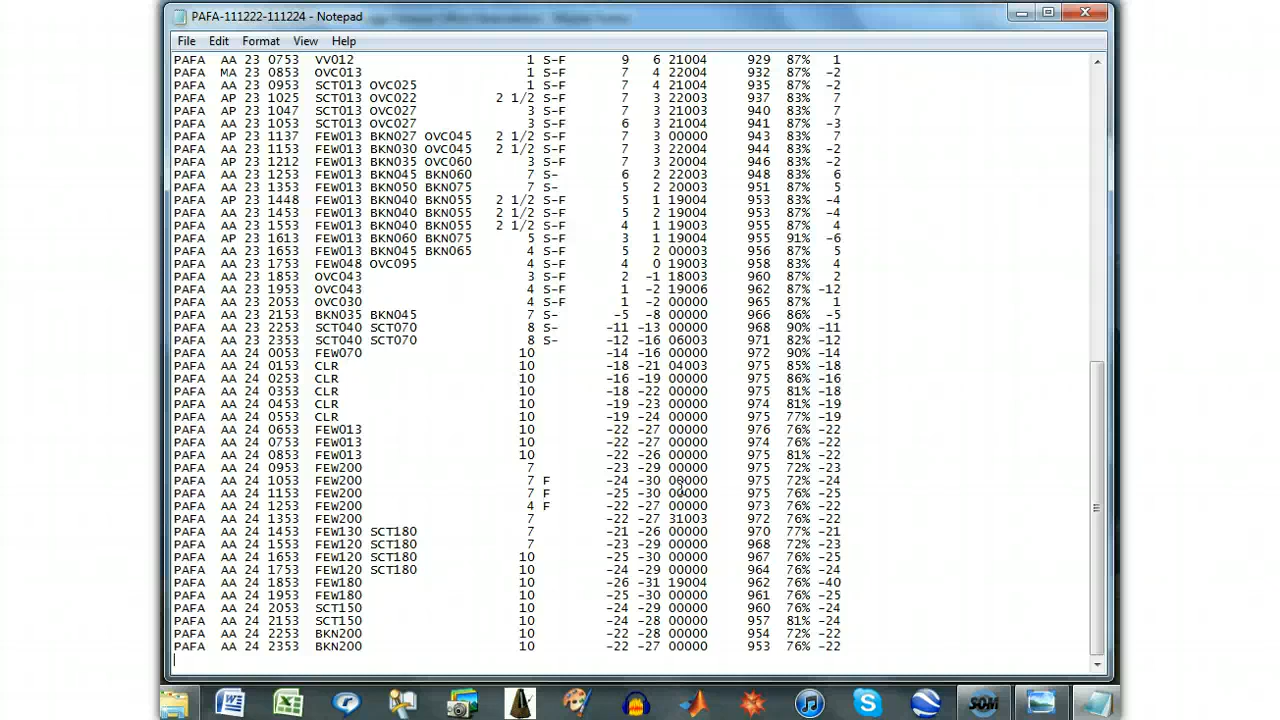 PAFA-111222-111224 - Notepad
File Edit Format View Help
PAFA AA 23 0753 VV012 1 S-F 9 6 21004 929 87% 1
PAFA MA 23 0853 OVC013 1 S-F 7 4 22004 932 87% -2
PAFA AA 23 0953 SCT013 OVC025 1 S-F 7 4 21004 935 87% -2
PAFA AP 23 1025 SCT013 OVC022 2 1/2 S-F 7 3 22003 937 83% 7
PAFA AP 23 1047 SCT013 OVC027 3 S-F 7 3 21003 940 83% 7
PAFA AA 23 1053 SCT013 OVC027 3 S-F 6 3 21004 941 87% -3
PAFA AP 23 1137 FEW013 BKN027 OVC045 2 1/2 S-F 7 3 00000 943 83% 7
PAFA AA 23 1153 FEW013 BKN030 OVC045 2 1/2 S-F 7 3 22004 944 83% -2
PAFA AP 23 1212 FEW013 BKN035 OVC060 3 S-F 7 3 20004 946 83% -2
PAFA AA 23 1253 FEW013 BKN045 BKN060 7 S- 6 2 22003 948 83% 6
PAFA AA 23 1353 FEW013 BKN050 BKN075 7 S- 5 2 20003 951 87% 5
PAFA AP 23 1448 FEW013 BKN040 BKN055 2 1/2 S-F 5 1 19004 953 83% -4
PAFA AA 23 1453 FEW013 BKN040 BKN055 2 1/2 S-F 5 2 19004 953 87% -4
PAFA AA 23 1553 FEW013 BKN040 BKN055 2 1/2 S-F 4 1 19003 955 87% 4
PAFA AP 23 1613 FEW013 BKN060 BKN075 5 S-F 3 1 19004 955 91% -6
PAFA AA 23 1653 FEW013 BKN045 BKN065 4 S-F 5 2 00003 956 87% 5
PAFA AA 23 1753 FEW048 OVC095 4 S-F 4 0 19003 958 83% 4
PAFA AA 23 1853 OVC043 3 S-F 2 -1 18003 960 87% 2
PAFA AA 23 1953 OVC043 4 S-F 1 -2 19006 962 87% -12
PAFA AA 23 2053 OVC030 4 S-F 1 -2 00000 965 87% 1
PAFA AA 23 2153 BKN035 BKN045 7 S- -5 -8 00000 966 86% -5
PAFA AA 23 2253 SCT040 SCT070 8 S- -11 -13 00000 968 90% -11
PAFA AA 23 2353 SCT040 SCT070 8 S- -12 -16 06003 971 82% -12
PAFA AA 24 0053 FEW070 10 -14 -16 00000 972 90% -14
PAFA AA 24 0153 CLR 10 -18 -21 04003 975 85% -18
PAFA AA 24 0253 CLR 10 -16 -19 00000 975 86% -16
PAFA AA 24 0353 CLR 10 -18 -22 00000 975 81% -18
PAFA AA 24 0453 CLR 10 -19 -23 00000 974 81% -19
PAFA AA 24 0553 CLR 10 -19 -24 00000 975 77% -19
PAFA AA 24 0653 FEW013 10 -22 -27 00000 976 76% -22
PAFA AA 24 0753 FEW013 10 -22 -27 00000 974 76% -22
PAFA AA 24 0853 FEW013 10 -22 -26 00000 975 81% -22
PAFA AA 24 0953 FEW200 7 -23 -29 00000 975 72% -23
PAFA AA 24 1053 FEW200 7 F -24 -30 00000 975 72% -24
PAFA AA 24 1153 FEW200 7 F -25 -30 00000 975 76% -25
PAFA AA 24 1253 FEW200 4 F -22 -27 00000 973 76% -22
PAFA AA 24 1353 FEW200 7 -22 -27 31003 972 76% -22
PAFA AA 24 1453 FEW130 SCT180 7 -21 -26 00000 970 77% -21
PAFA AA 24 1553 FEW120 SCT180 7 -23 -29 00000 968 72% -23
PAFA AA 24 1653 FEW120 SCT180 10 -25 -30 00000 967 76% -25
PAFA AA 24 1753 FEW120 SCT180 10 -24 -29 00000 964 76% -24
PAFA AA 24 1853 FEW180 10 -26 -31 19004 962 76% -40
PAFA AA 24 1953 FEW180 10 -25 -30 00000 961 76% -25
PAFA AA 24 2053 SCT150 10 -24 -29 00000 960 76% -24
PAFA AA 24 2153 SCT150 10 -24 -28 00000 957 81% -24
PAFA AA 24 2253 BKN200 10 -22 -28 00000 954 72% -22
PAFA AA 24 2353 BKN200 10 -22 -27 00000 953 76% -22
SOM